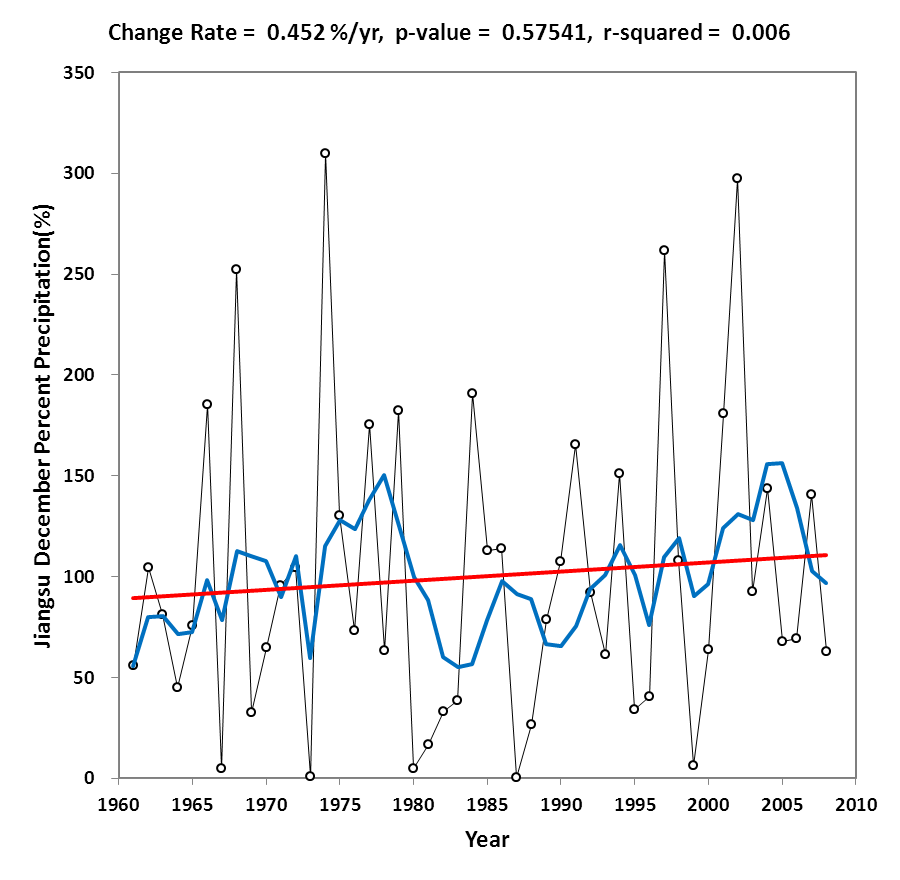 Change Rate = 0.452 %/yr, p-value = 0.57541, r-squared = 0.006
350
300
250
200
150
100
50
0
Jiangsu December Percent Precipitation(%)
1960 1965 1970 1975 1980 1985 1990 1995 2000 2005 2010
Year